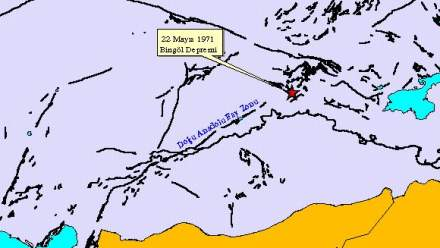 22 Mayıs 1971
Bingöl Depremi
Doğu Anadolu Fay Zonu